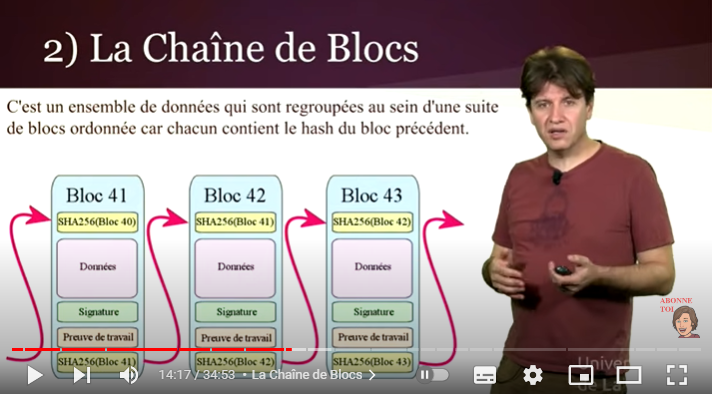 2) La Chaîne de Blocs
C'est un ensemble de données qui sont regroupées au sein d'une suite
de blocs ordonnée car chacun contient le hash du bloc précédent.
Bloc 41
SHA256(Bloc 40)
Données
Signature
Preuve de travail
SHA256(Bloc 41)
Bloc 42
SHA256(Bloc 41)
Données
Signature
Preuve de travail
SHA256(Bloc 42)
Bloc 43
SHA256(Bloc 42)
Données
Signature
Preuve de travail
SHA256(Bloc 43)
ABONNE
TOI
Univer
de La
14:17 / 34:53 • La Chaîne de Blocs